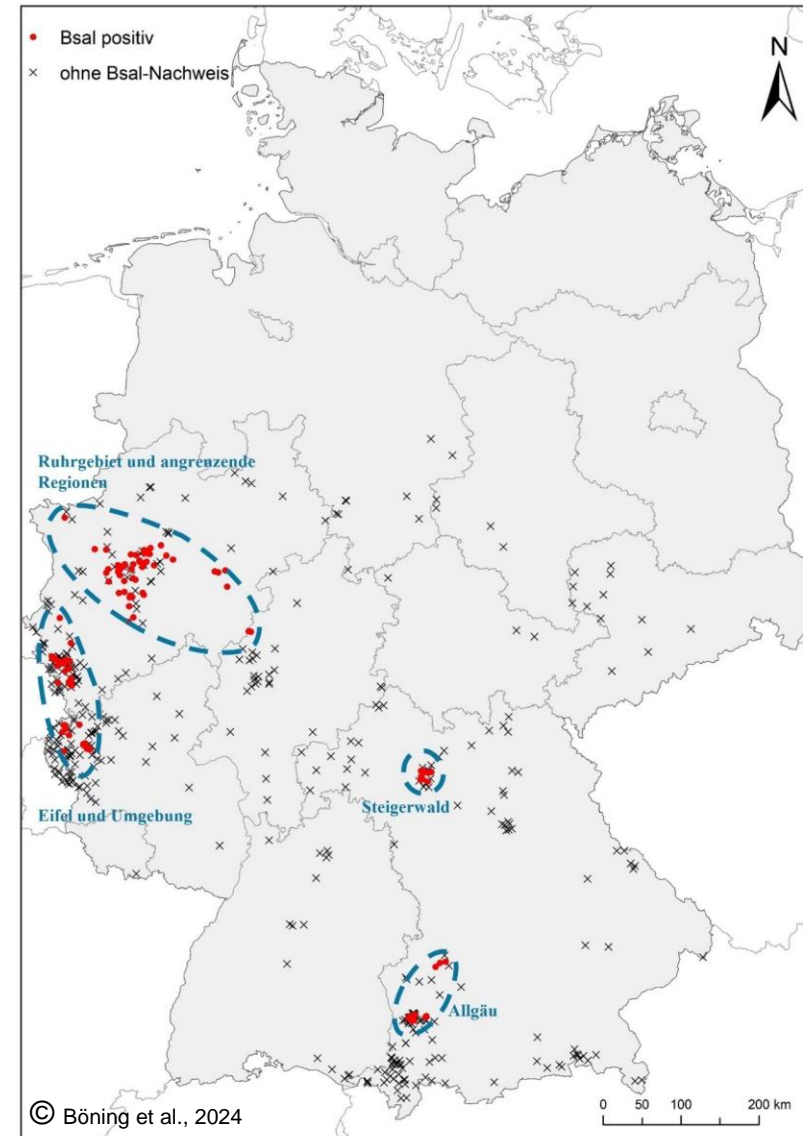 Bsal positiv
ohne Bsal-Nachweis
N
Ruhrgebiet und angrenzende
Regionen
Eifel und Umgebung
Steigerwald
Allgäu
© Böning et al., 2024
0 50 100 200 km